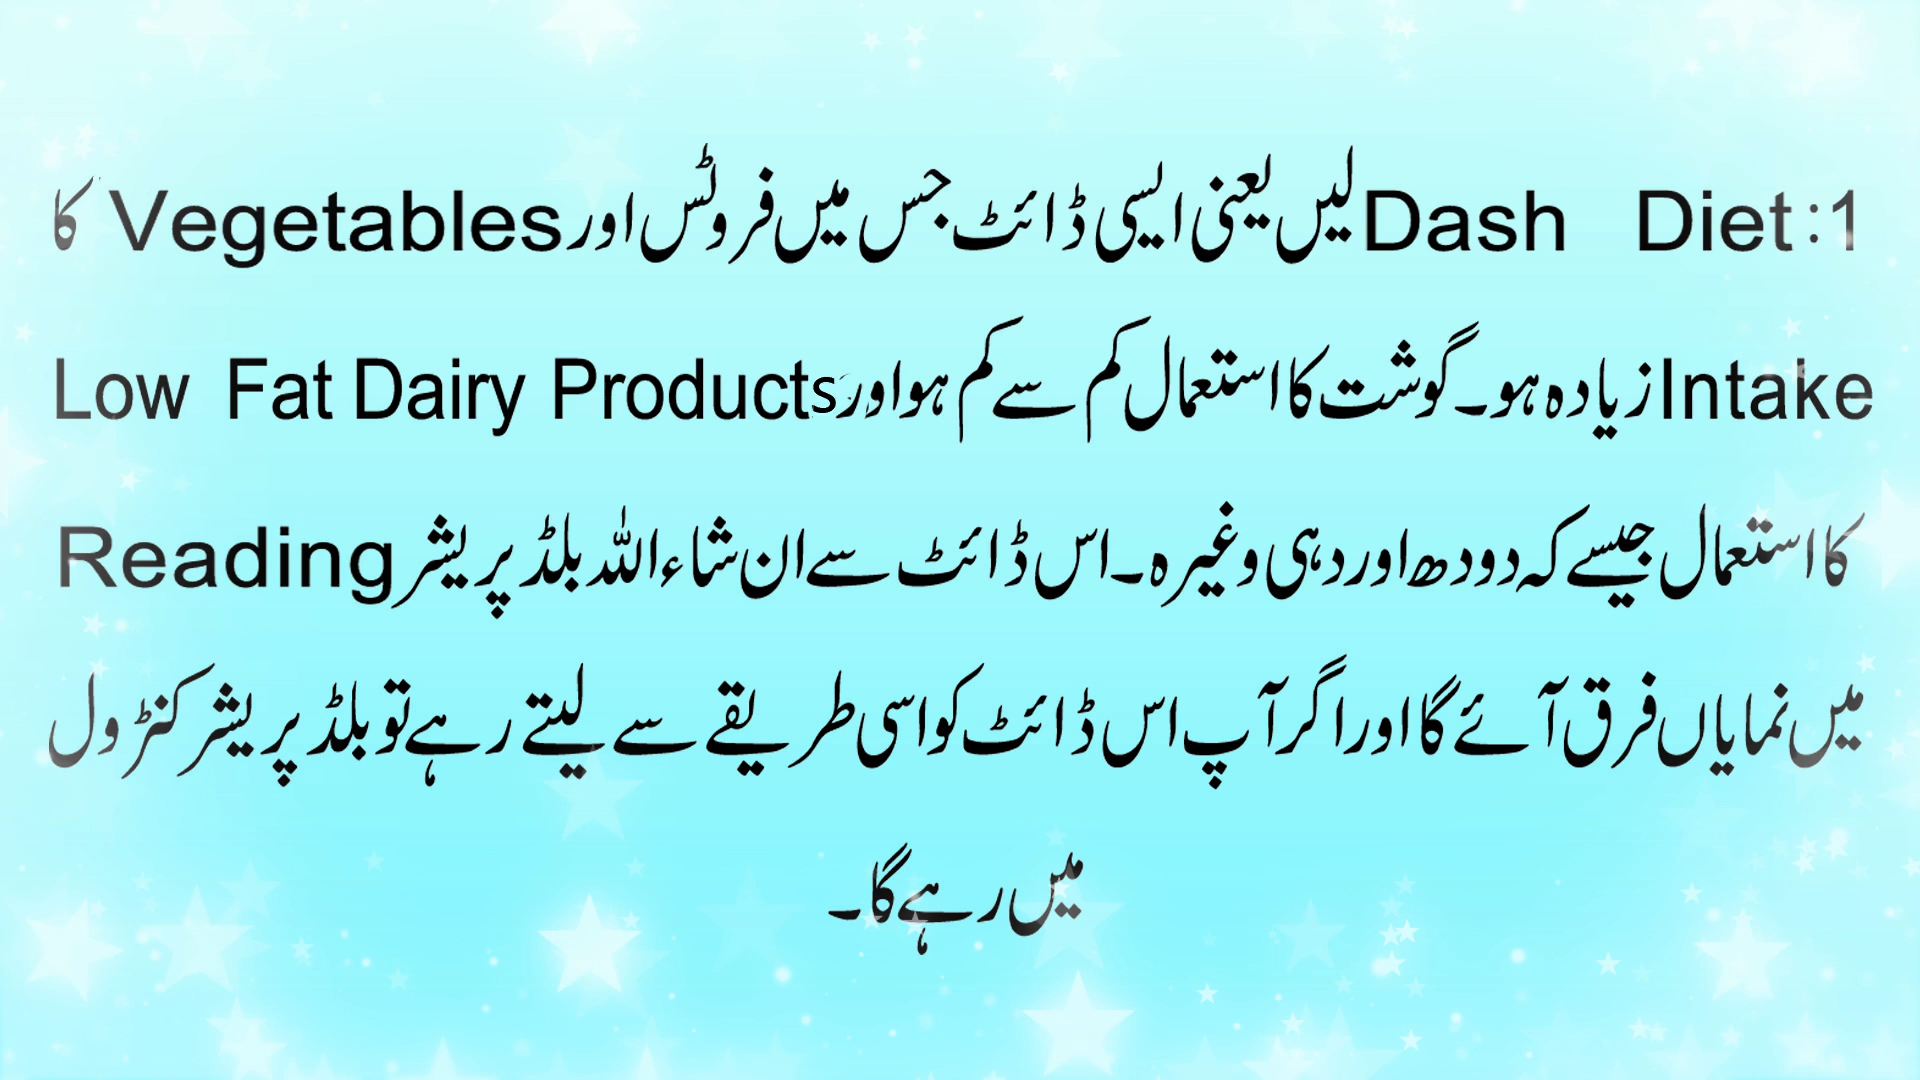 1: Dash Diet لیں یعنی ایسی ڈائٹ جس میں فروٹس اور Vegetables کا
Intake زیادہ ہو۔ گوشت کا استعمال کم سے کم ہو اور Low Fat Dairy Products
کا استعمال جیسے کہ دودھ اور دہی وغیرہ۔ اس ڈائٹ سے ان شاء اللہ بلڈ پریشر Reading
میں نمایاں فرق آئے گا اور اگر آپ اس ڈائٹ کو اسی طریقے سے لیتے رہے تو بلڈ پریشر کنٹرول
میں رہے گا۔